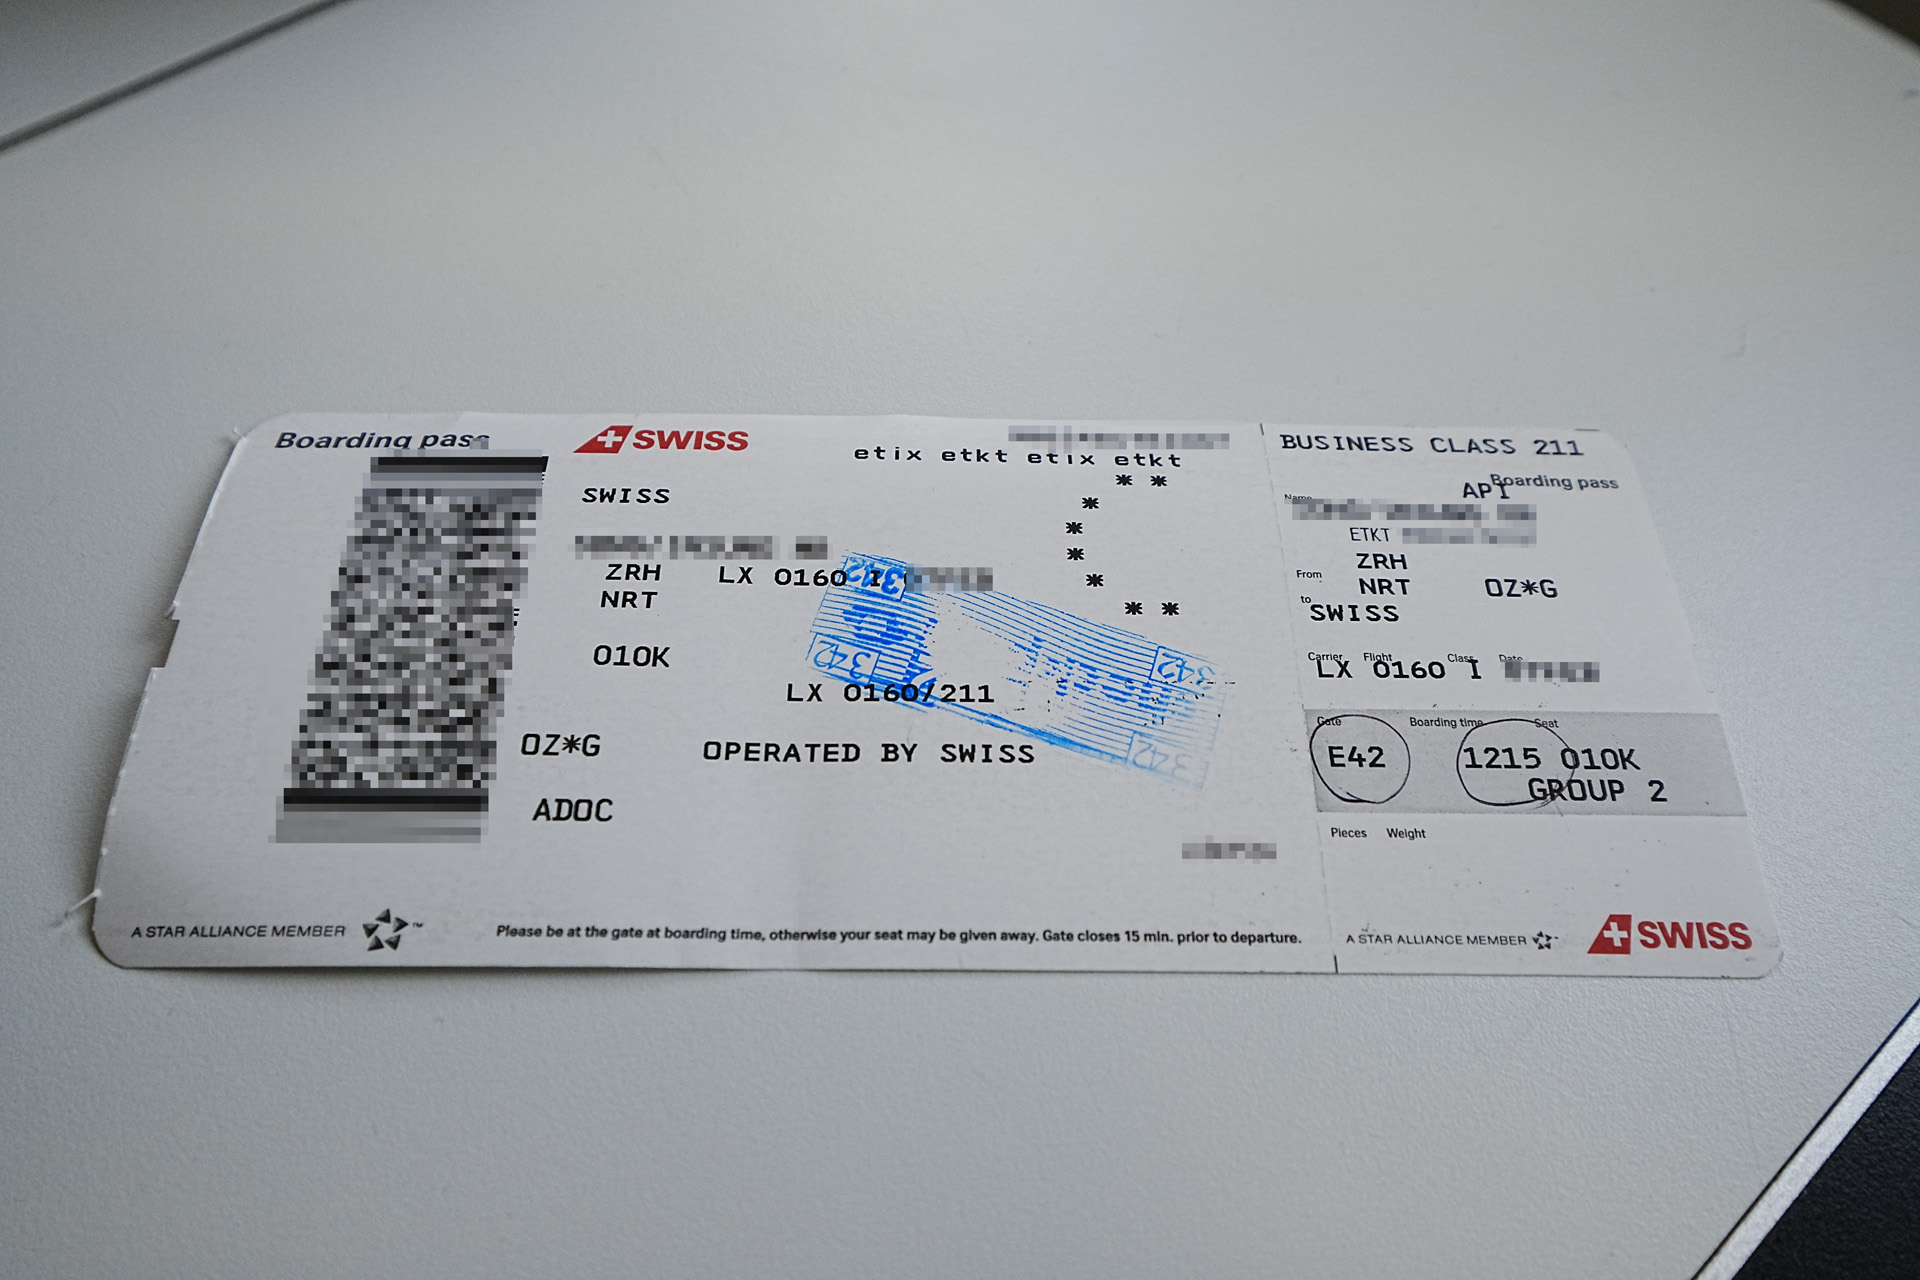 Boarding pass
SWISS
etix etkt etix etkt
SWISS
* *
*
*
*
*
* *
ZRH LX 0160 I
NRT
010K
LX 0160/211
OZ*G OPERATED BY SWISS
ADOC
342
342
342
342
A STAR ALLIANCE MEMBER
Please be at the gate at boarding time, otherwise your seat may be given away. Gate closes 15 min. prior to departure.
BUSINESS CLASS 211
Boarding pass
API
Name
ETKT
ZRH
From NRT OZ*G
to SWISS
Carrier Flight Class Date
LX 0160 I
Gate Boarding time Seat
E42 1215 010K
GROUP 2
Pieces Weight
A STAR ALLIANCE MEMBER
SWISS